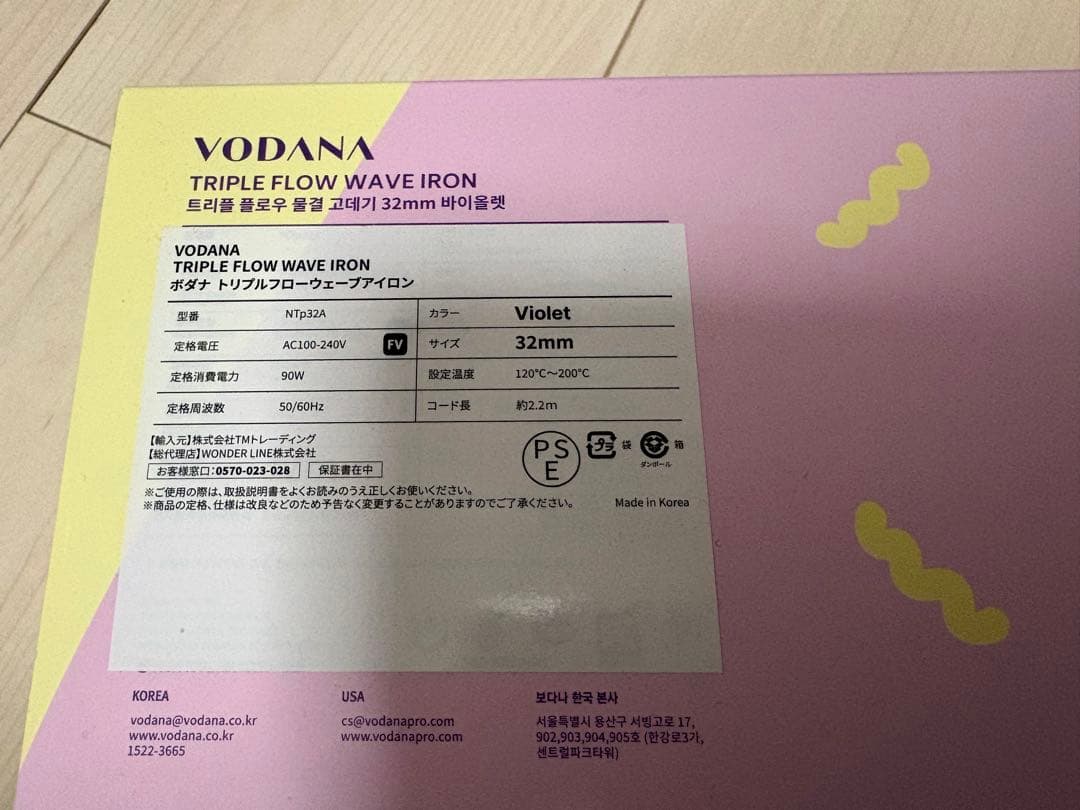 VODANA
TRIPLE FLOW WAVE IRON
트리플 플로우 물결 고데기 32mm 바이올렛
VODANA
TRIPLE FLOW WAVE IRON
ボダナ トリプルフローウェーブアイロン
型番 NTp32A カラー Violet
定格電圧 AC100-240V FV サイズ 32mm
定格消費電力 90W 設定温度 120℃〜200℃
定格周波数 50/60Hz コード長 約2.2m
【輸入元】株式会社TMトレーディング
【総代理店】WONDER LINE株式会社
お客様窓口:0570-023-028 保証書在中
PSE プラ 袋 箱
ダンボール
※ご使用の際は、取扱説明書をよくお読みのうえ正しくお使いください。
※商品の定格、仕様は改良などのため予告なく変更することがありますのでご了承ください。 Made in Korea
KOREA
vodana@vodana.co.kr
www.vodana.co.kr
1522-3665
USA
cs@vodanapro.com
www.vodanapro.com
보다나 한국 본사
서울특별시 용산구 서빙고로 17,
902,903,904,905호 (한강로3가,
센트럴파크타워)